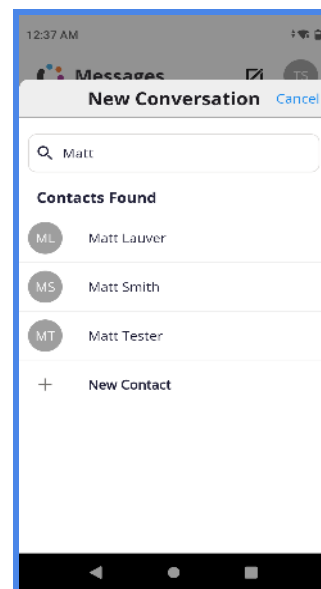 12:37 AM
Messages
TS
New Conversation Cancel
Matt
Contacts Found
ML Matt Lauver
MS Matt Smith
MT Matt Tester
+ New Contact